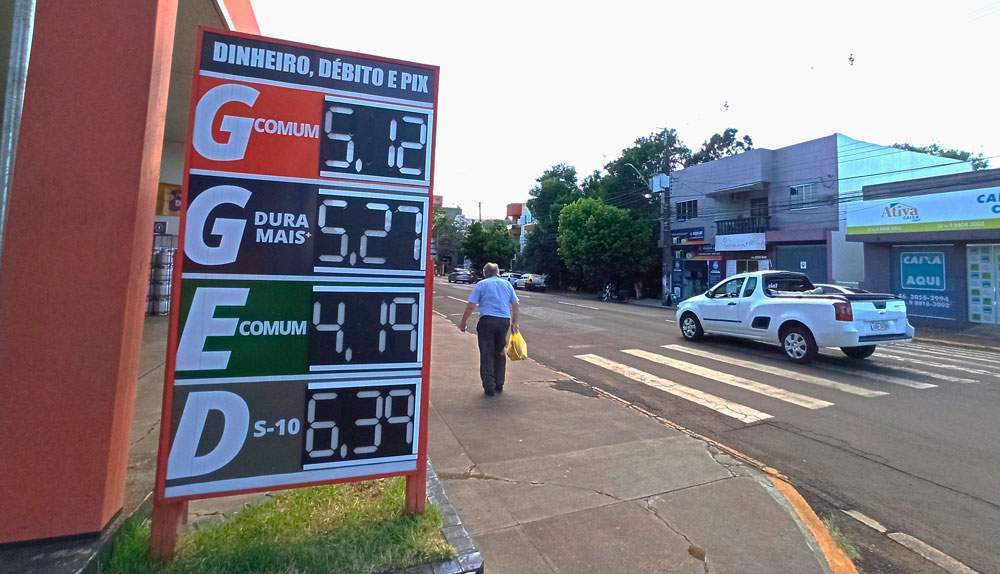 DINHEIRO, DÉBITO E PIX
G COMUM 5,12
G DURA MAIS+ 5,27
E COMUM 4,19
D S-10 6,39
Ativa
CAIXA
AQUI